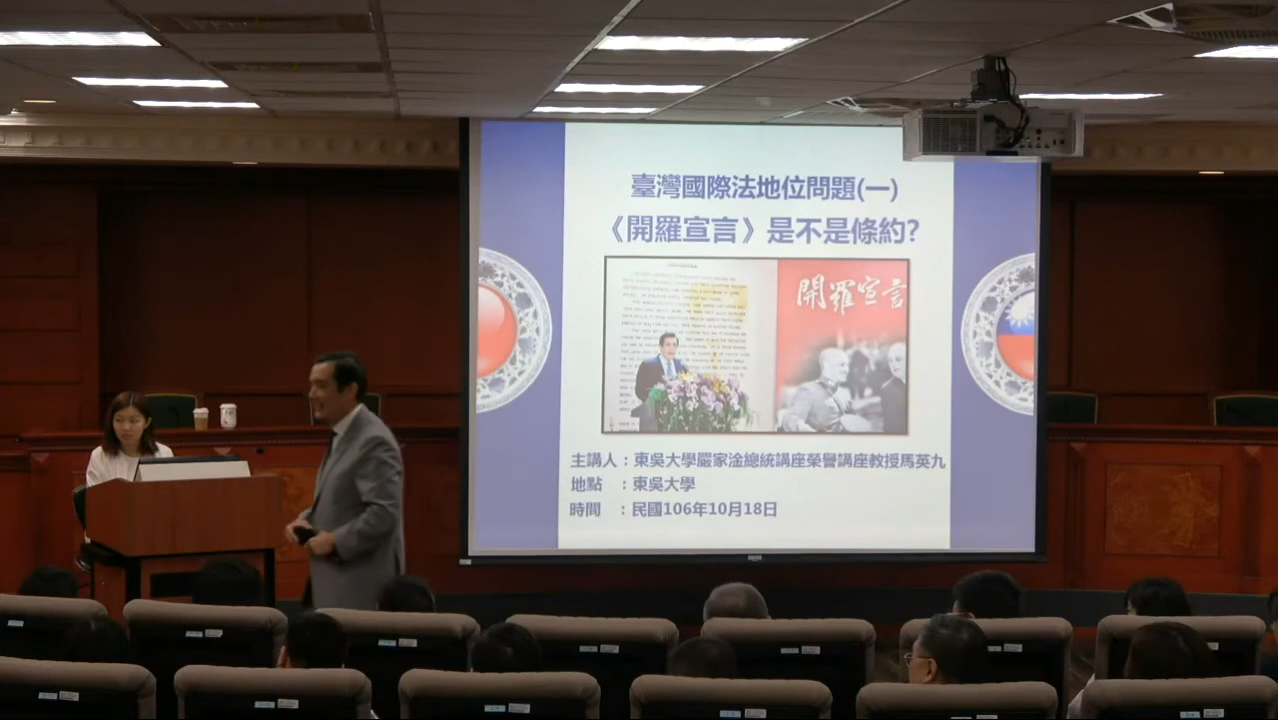 臺灣國際法地位問題(一)
《開羅宣言》是不是條約?
開羅宣言
主講人：東吳大學嚴家淦總統講座榮譽講座教授馬英九
地點　：東吳大學
時間　：民國106年10月18日